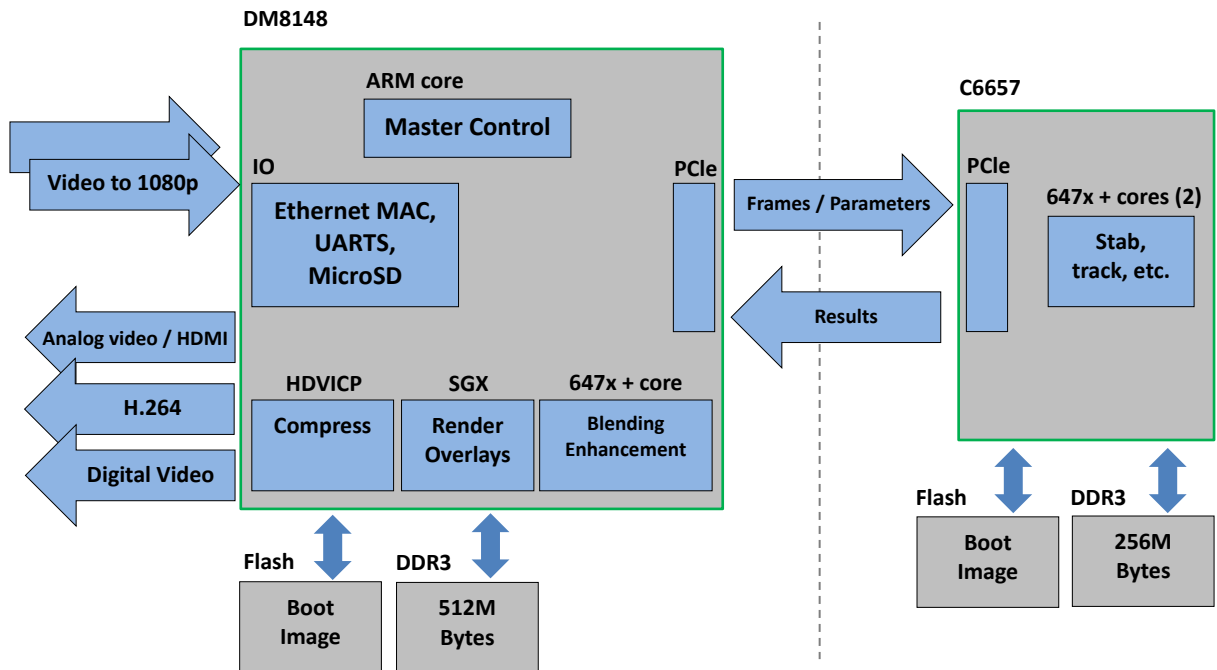 DM8148
ARM core
Master Control
Video to 1080p
IO
Ethernet MAC,
UARTS,
MicroSD
PCIe
Frames / Parameters
Results
C6657
PCIe
647x + cores (2)
Stab,
track, etc.
Analog video / HDMI
H.264
Digital Video
HDVICP
Compress
SGX
Render
Overlays
647x + core
Blending
Enhancement
Flash
Boot
Image
DDR3
512M
Bytes
Flash
Boot
Image
DDR3
256M
Bytes